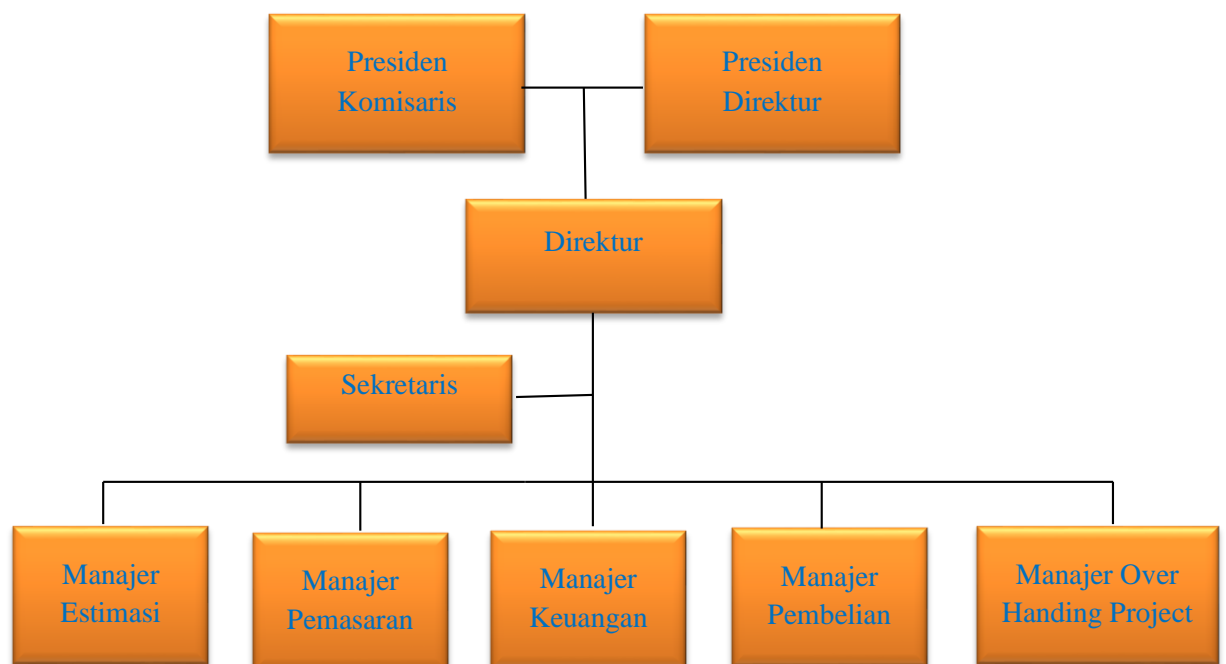 Presiden
Komisaris
Presiden
Direktur
Direktur
Sekretaris
Manajer
Estimasi
Manajer
Pemasaran
Manajer
Keuangan
Manajer
Pembelian
Manajer Over
Handing Project